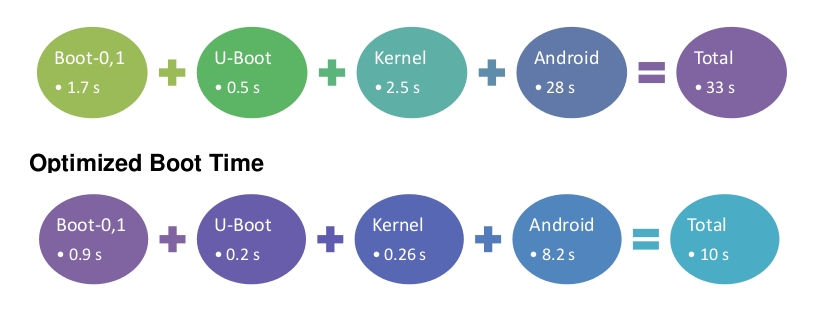 Boot-0,1 + U-Boot + Kernel + Android = Total
• 1.7 s • 0.5 s • 2.5 s • 28 s • 33 s
Optimized Boot Time
Boot-0,1 + U-Boot + Kernel + Android = Total
• 0.9 s • 0.2 s • 0.26 s • 8.2 s • 10 s